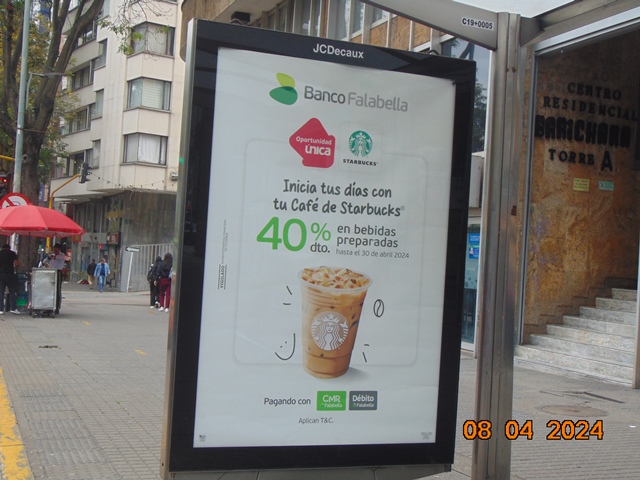 C19+0005
JCDecaux
Banco Falabella
Oportunidad
única
STARBUCKS®
Inicia tus días con
tu Café de Starbucks®
40% dto.
en bebidas
preparadas
hasta el 30 de abril 2024
Pagando con
CMR
Falabella
Débito
Falabella
Aplican T&C.
CENTRO
RESIDENCIAL
BARICHARA
TORRE A
08 04 2024